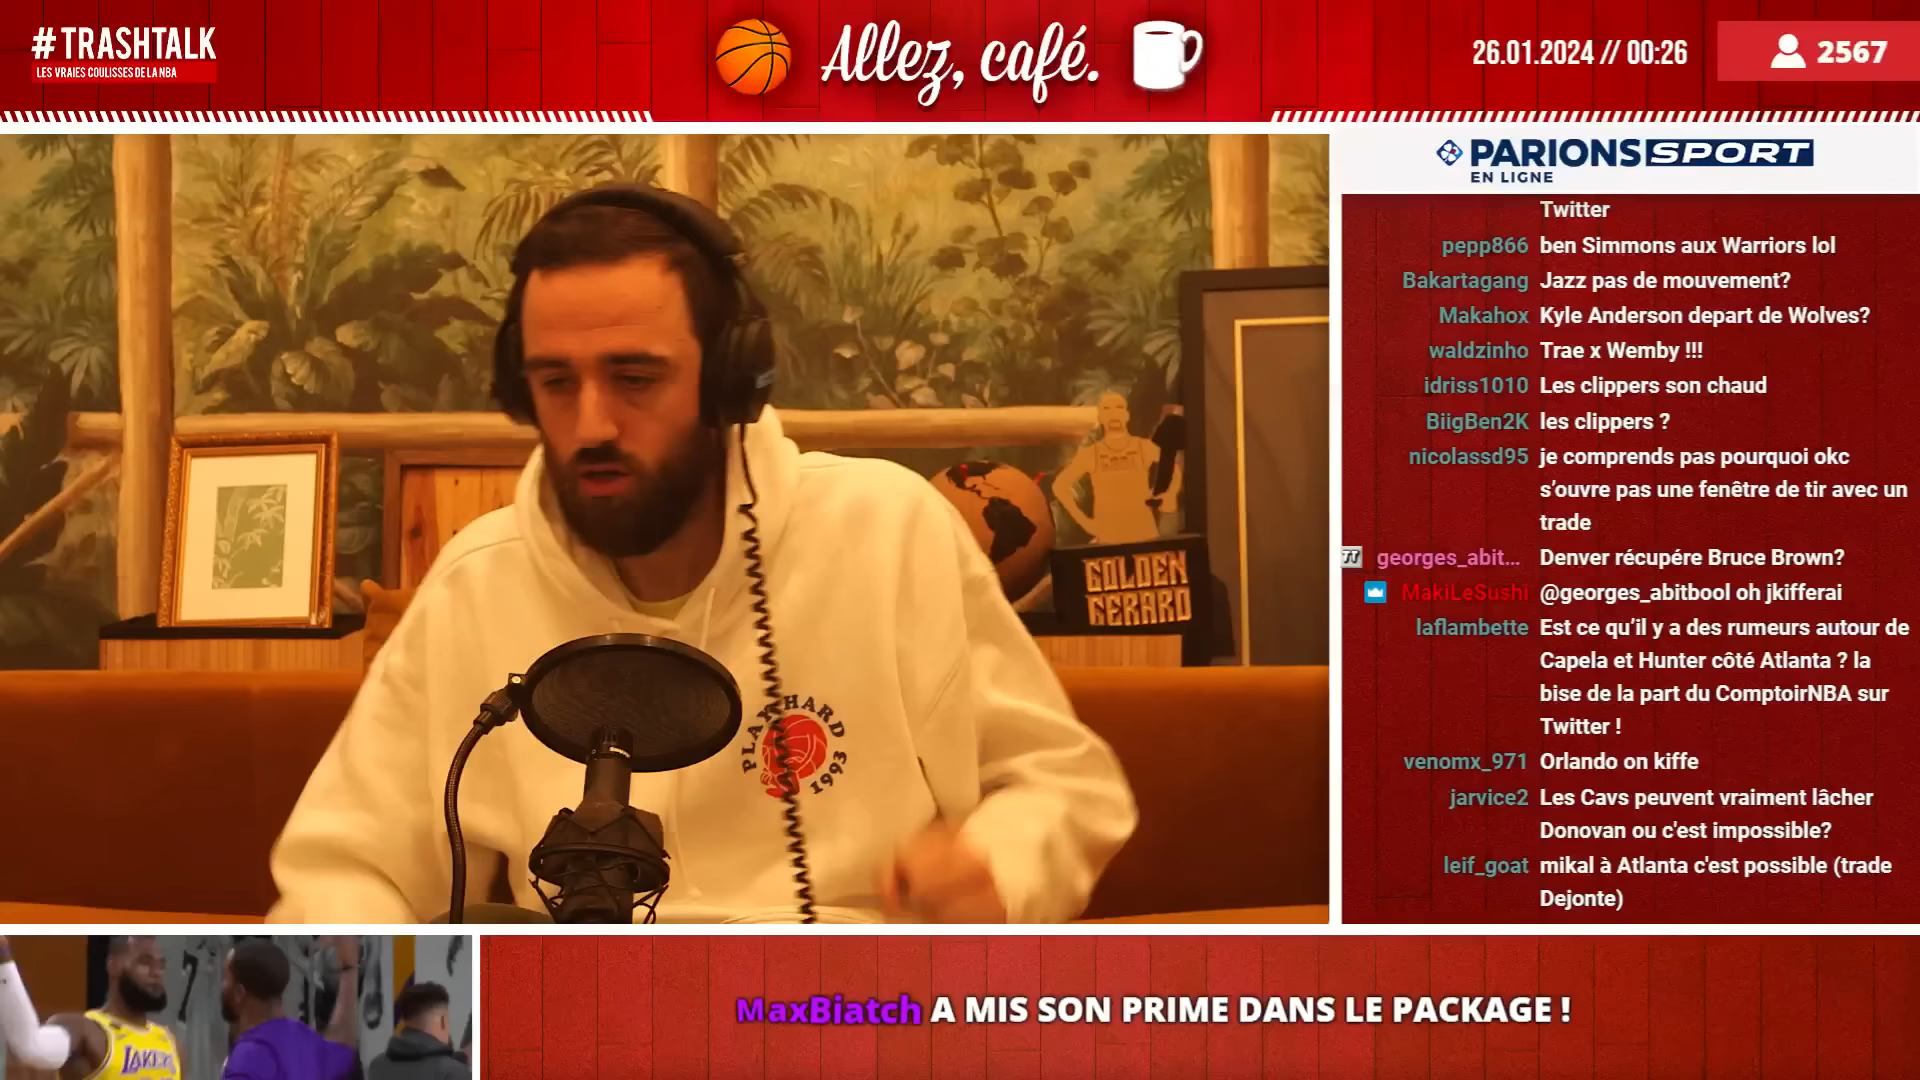 #TRASHTALK
LES VRAIES COULISSES DE LA NBA
Allez, café.
26.01.2024 // 00:26
2567
PARIONS SPORT
EN LIGNE
Twitter
pepp866 ben Simmons aux Warriors lol
Bakartagang Jazz pas de mouvement?
Makahox Kyle Anderson depart de Wolves?
waldzinho Trae x Wemby !!!
idriss1010 Les clippers son chaud
BiigBen2K les clippers ?
nicolassd95 je comprends pas pourquoi okc
s’ouvre pas une fenêtre de tir avec un
trade
TT georges_abit... Denver récupére Bruce Brown?
MakiLeSushi @georges_abitbool oh jkifferai
laflambette Est ce qu’il y a des rumeurs autour de
Capela et Hunter côté Atlanta ? la
bise de la part du ComptoirNBA sur
Twitter !
venomx_971 Orlando on kiffe
jarvice2 Les Cavs peuvent vraiment lâcher
Donovan ou c'est impossible?
leif_goat mikal à Atlanta c'est possible (trade
Dejonte)
GOLDEN
GERARD
PLAY HARD
1993
LAKERS
MaxBiatch A MIS SON PRIME DANS LE PACKAGE !